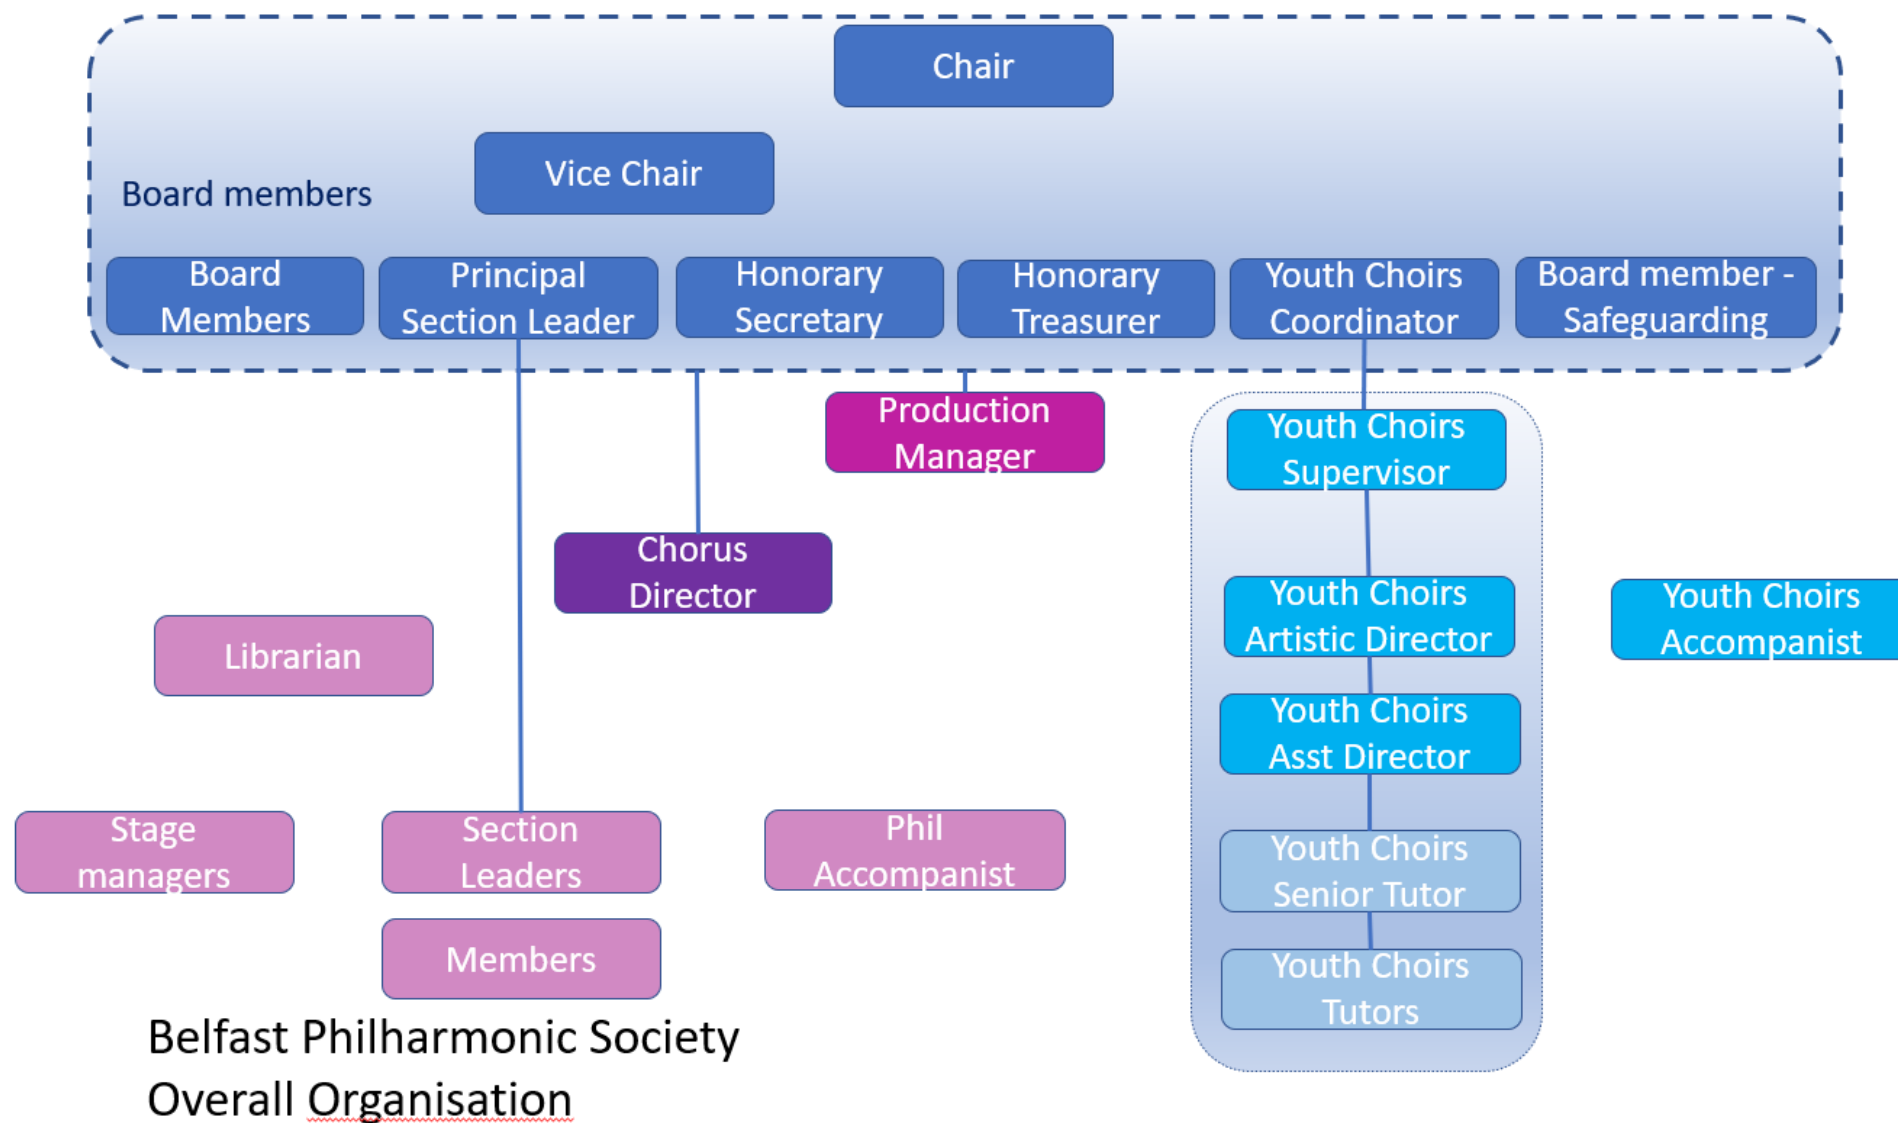 Chair
Vice Chair
Board members
Board
Members
Principal
Section Leader
Honorary
Secretary
Honorary
Treasurer
Youth Choirs
Coordinator
Board member -
Safeguarding
Production
Manager
Youth Choirs
Supervisor
Chorus
Director
Youth Choirs
Artistic Director
Youth Choirs
Accompanist
Librarian
Youth Choirs
Asst Director
Stage
managers
Section
Leaders
Phil
Accompanist
Youth Choirs
Senior Tutor
Members
Youth Choirs
Tutors
Belfast Philharmonic Society
Overall Organisation